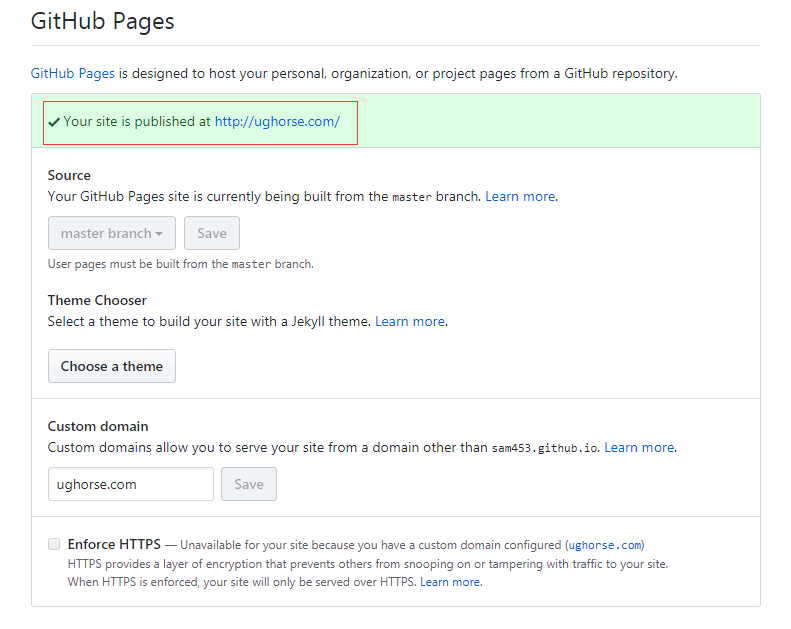 GitHub Pages
GitHub Pages is designed to host your personal, organization, or project pages from a GitHub repository.
Your site is published at http://ughorse.com/
Source
Your GitHub Pages site is currently being built from the master branch. Learn more.
master branch
Save
User pages must be built from the master branch.
Theme Chooser
Select a theme to build your site with a Jekyll theme. Learn more.
Choose a theme
Custom domain
Custom domains allow you to serve your site from a domain other than sam453.github.io. Learn more.
ughorse.com
Save
Enforce HTTPS — Unavailable for your site because you have a custom domain configured (ughorse.com)
HTTPS provides a layer of encryption that prevents others from snooping on or tampering with traffic to your site.
When HTTPS is enforced, your site will only be served over HTTPS. Learn more.